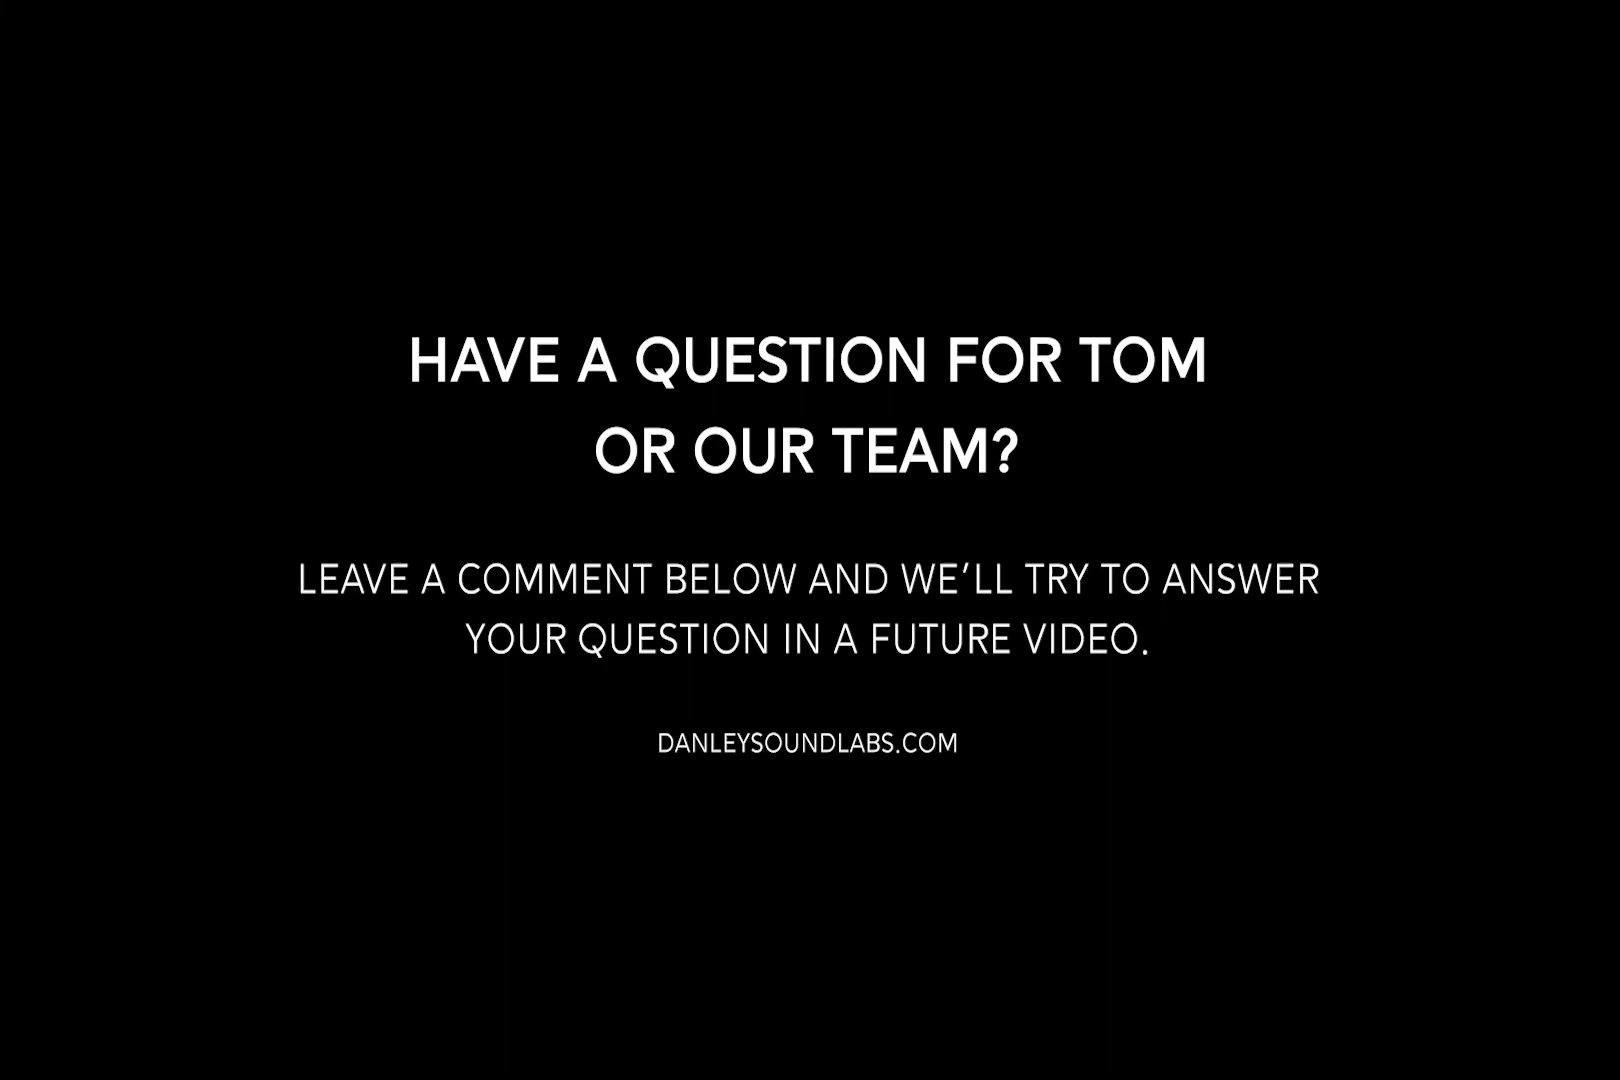 HAVE A QUESTION FOR TOM
OR OUR TEAM?
LEAVE A COMMENT BELOW AND WE’LL TRY TO ANSWER
YOUR QUESTION IN A FUTURE VIDEO.
DANLEYSOUNDLABS.COM